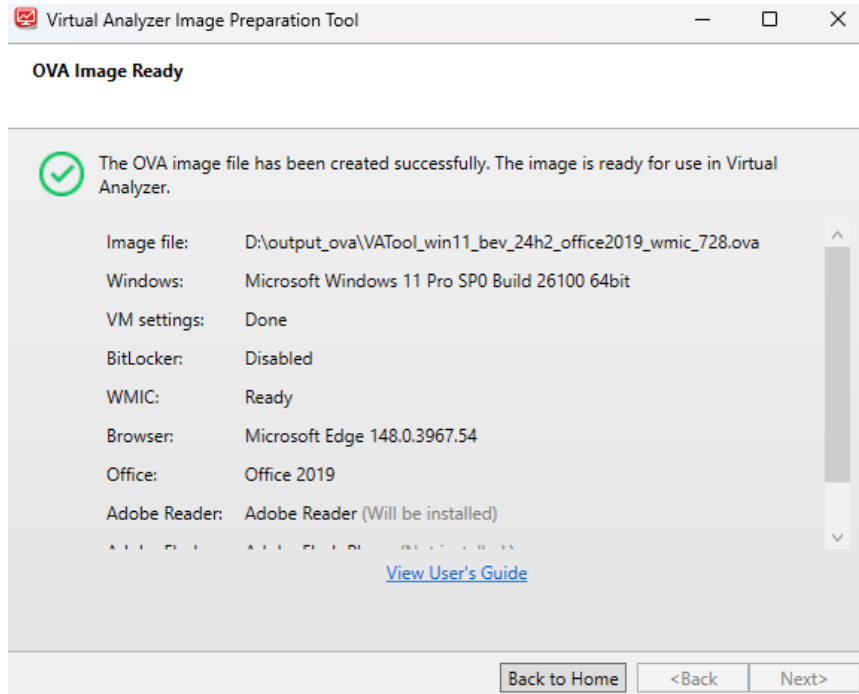 Virtual Analyzer Image Preparation Tool
OVA Image Ready
The OVA image file has been created successfully. The image is ready for use in Virtual
Analyzer.
Image file: D:\output_ova\VATool_win11_bev_24h2_office2019_wmic_728.ova
Windows: Microsoft Windows 11 Pro SP0 Build 26100 64bit
VM settings: Done
BitLocker: Disabled
WMIC: Ready
Browser: Microsoft Edge 148.0.3967.54
Office: Office 2019
Adobe Reader: Adobe Reader (Will be installed)
View User's Guide
Back to Home <Back Next>